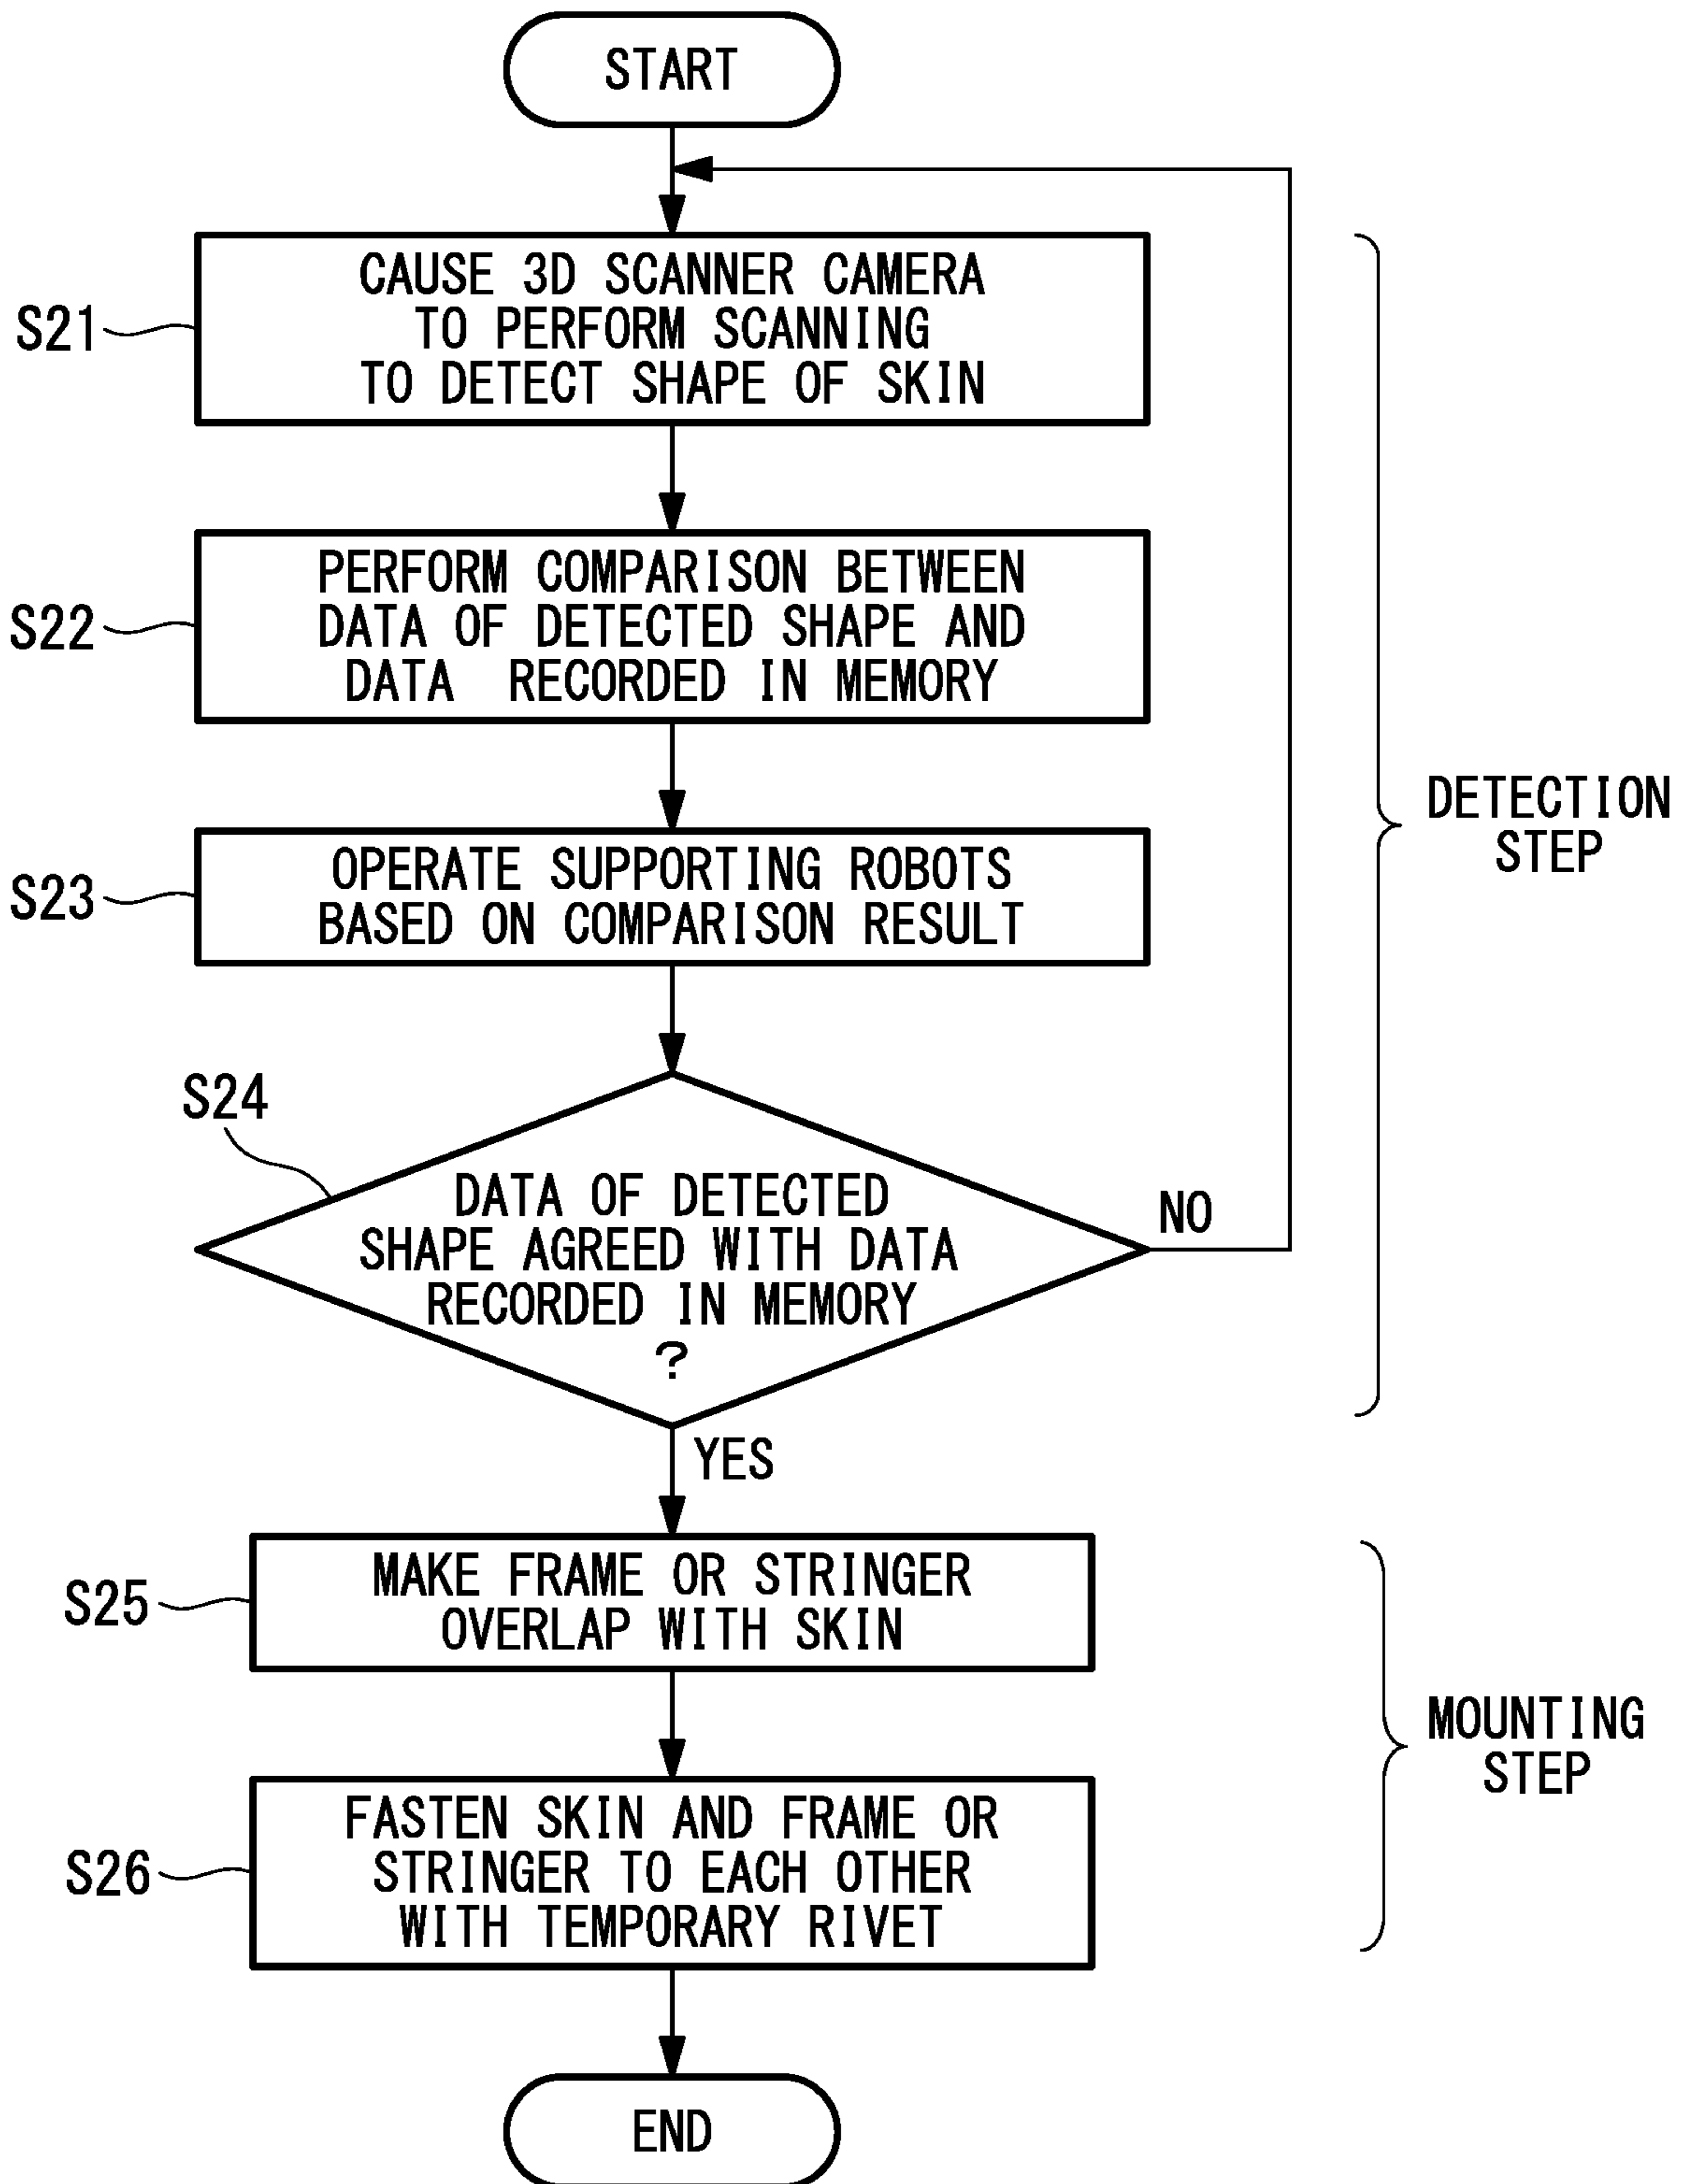 START
S21
CAUSE 3D SCANNER CAMERA
TO PERFORM SCANNING
TO DETECT SHAPE OF SKIN
S22
PERFORM COMPARISON BETWEEN
DATA OF DETECTED SHAPE AND
DATA RECORDED IN MEMORY
DETECTION
STEP
S23
OPERATE SUPPORTING ROBOTS
BASED ON COMPARISON RESULT
S24
DATA OF DETECTED
SHAPE AGREED WITH DATA
RECORDED IN MEMORY
?
NO
YES
S25
MAKE FRAME OR STRINGER
OVERLAP WITH SKIN
MOUNTING
STEP
S26
FASTEN SKIN AND FRAME OR
STRINGER TO EACH OTHER
WITH TEMPORARY RIVET
END